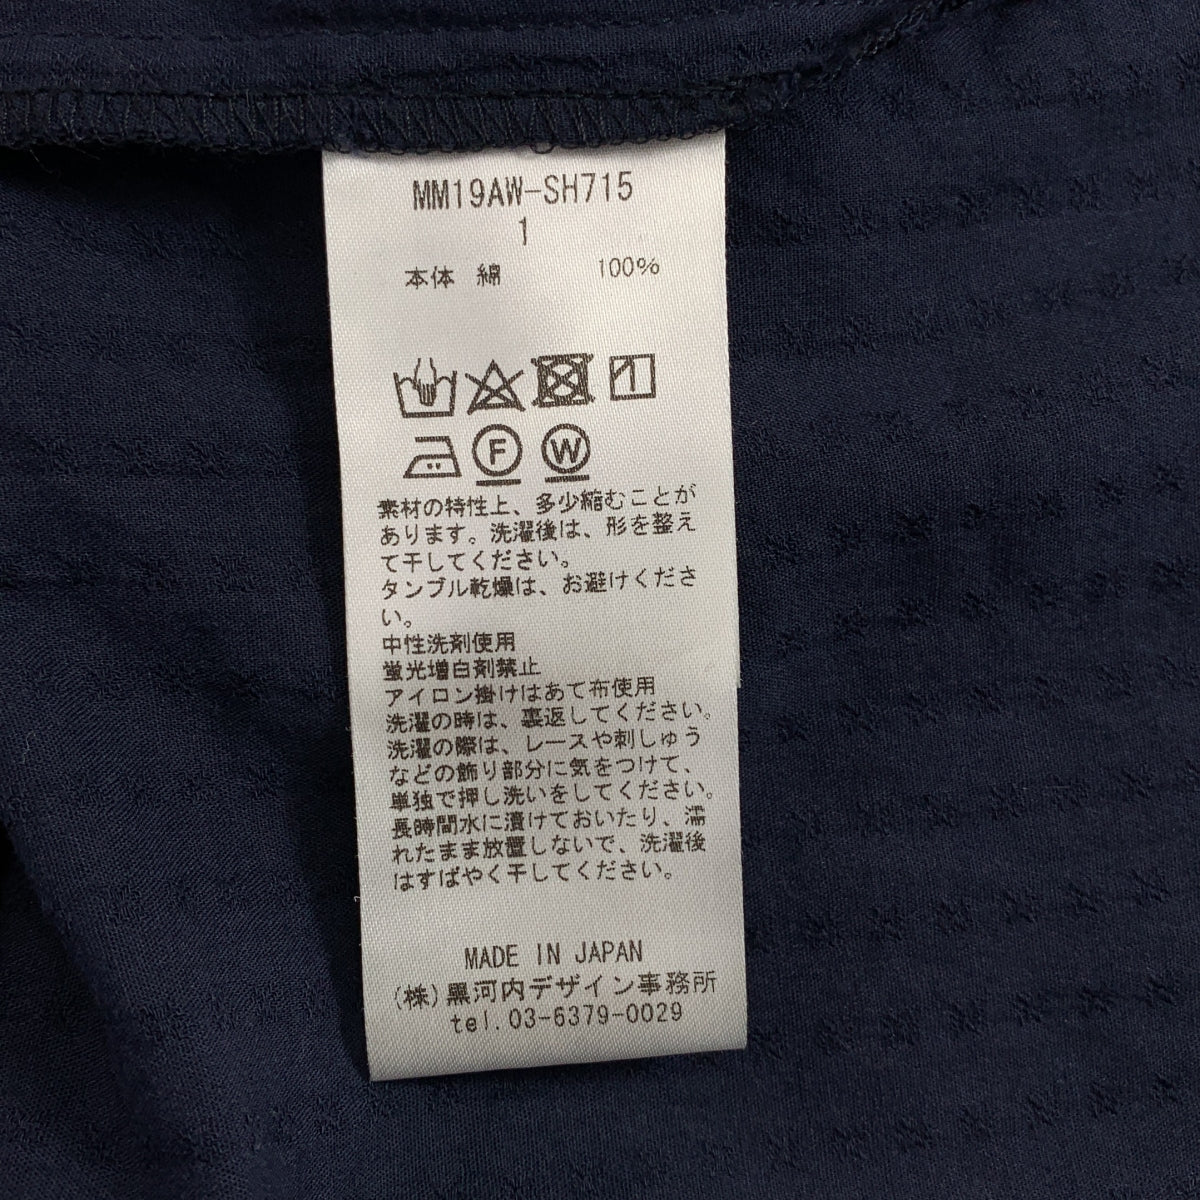 MM19AW-SH715
1
本体 綿 100%
F W
素材の特性上、多少縮むことが
あります。洗濯後は、形を整え
て干してください。
タンブル乾燥は、お避けくださ
い。
中性洗剤使用
蛍光増白剤禁止
アイロン掛けはあて布使用
洗濯の時は、裏返してください。
洗濯の際は、レースや刺しゅう
などの飾り部分に気をつけて、
単独で押し洗いをしてください。
長時間水に漬けておいたり、濡
れたまま放置しないで、洗濯後
はすばやく干してください。
MADE IN JAPAN
(株)黒河内デザイン事務所
tel.03-6379-0029